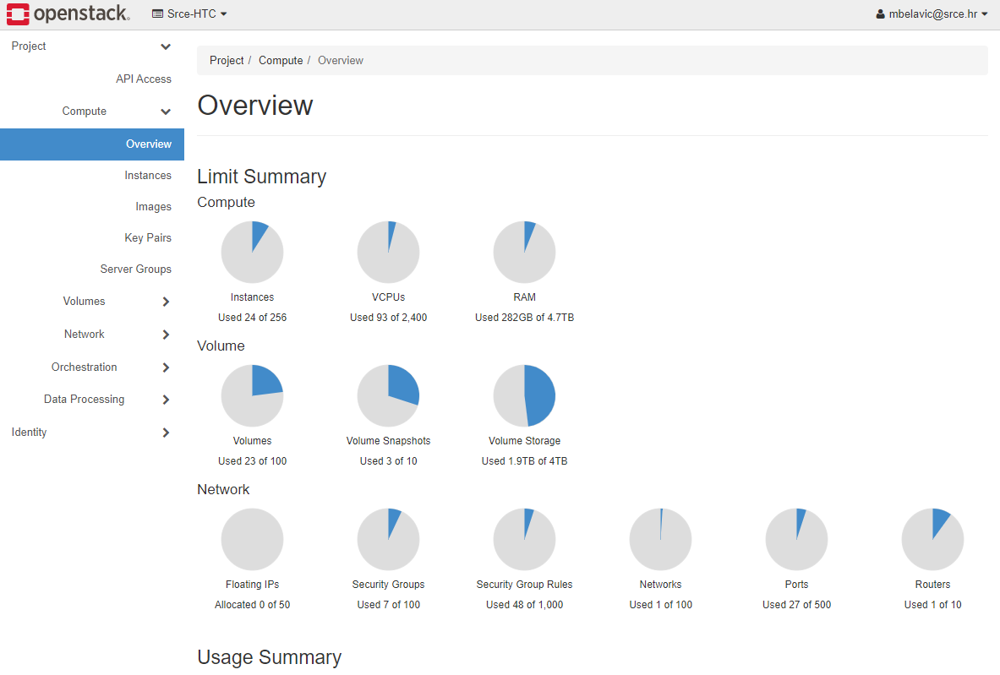 openstack. Srce-HTC mbelavic@srce.hr
Project
API Access
Compute
Overview
Instances
Images
Key Pairs
Server Groups
Volumes
Network
Orchestration
Data Processing
Identity
Project / Compute / Overview
Overview
Limit Summary
Compute
Instances VCPUs RAM
Used 24 of 256 Used 93 of 2,400 Used 282GB of 4.7TB
Volume
Volumes Volume Snapshots Volume Storage
Used 23 of 100 Used 3 of 10 Used 1.9TB of 4TB
Network
Floating IPs Security Groups Security Group Rules Networks Ports Routers
Allocated 0 of 50 Used 7 of 100 Used 48 of 1,000 Used 1 of 100 Used 27 of 500 Used 1 of 10
Usage Summary